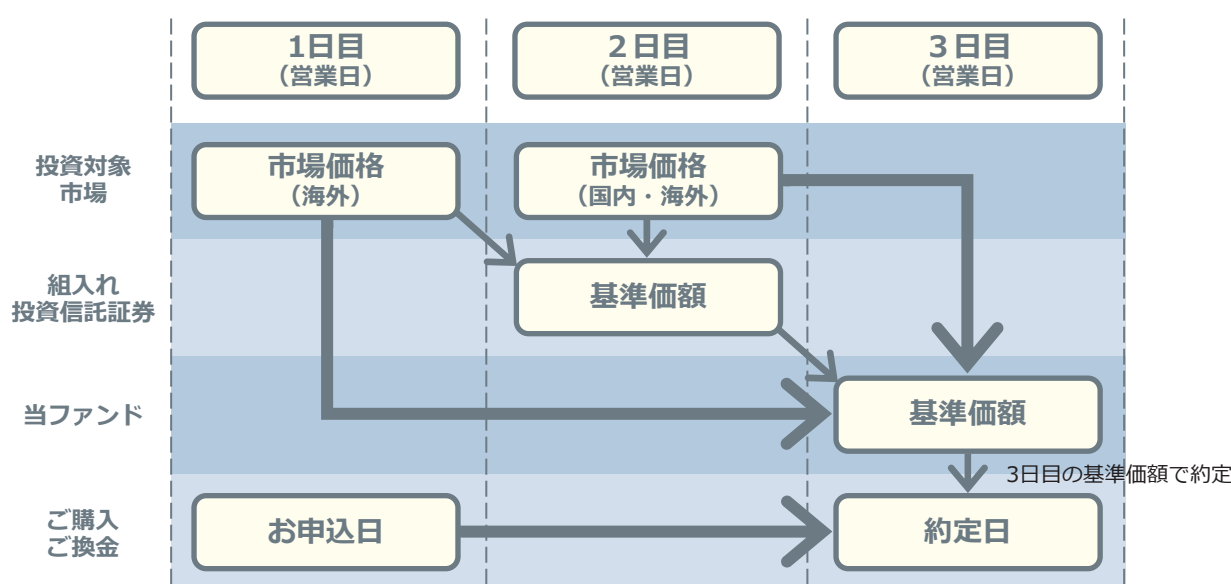 1日目
（営業日）
2日目
（営業日）
3日目
（営業日）
投資対象
市場
市場価格
（海外）
市場価格
（国内・海外）
組入れ
投資信託証券
基準価額
当ファンド
基準価額
3日目の基準価額で約定
ご購入
ご換金
お申込日
約定日